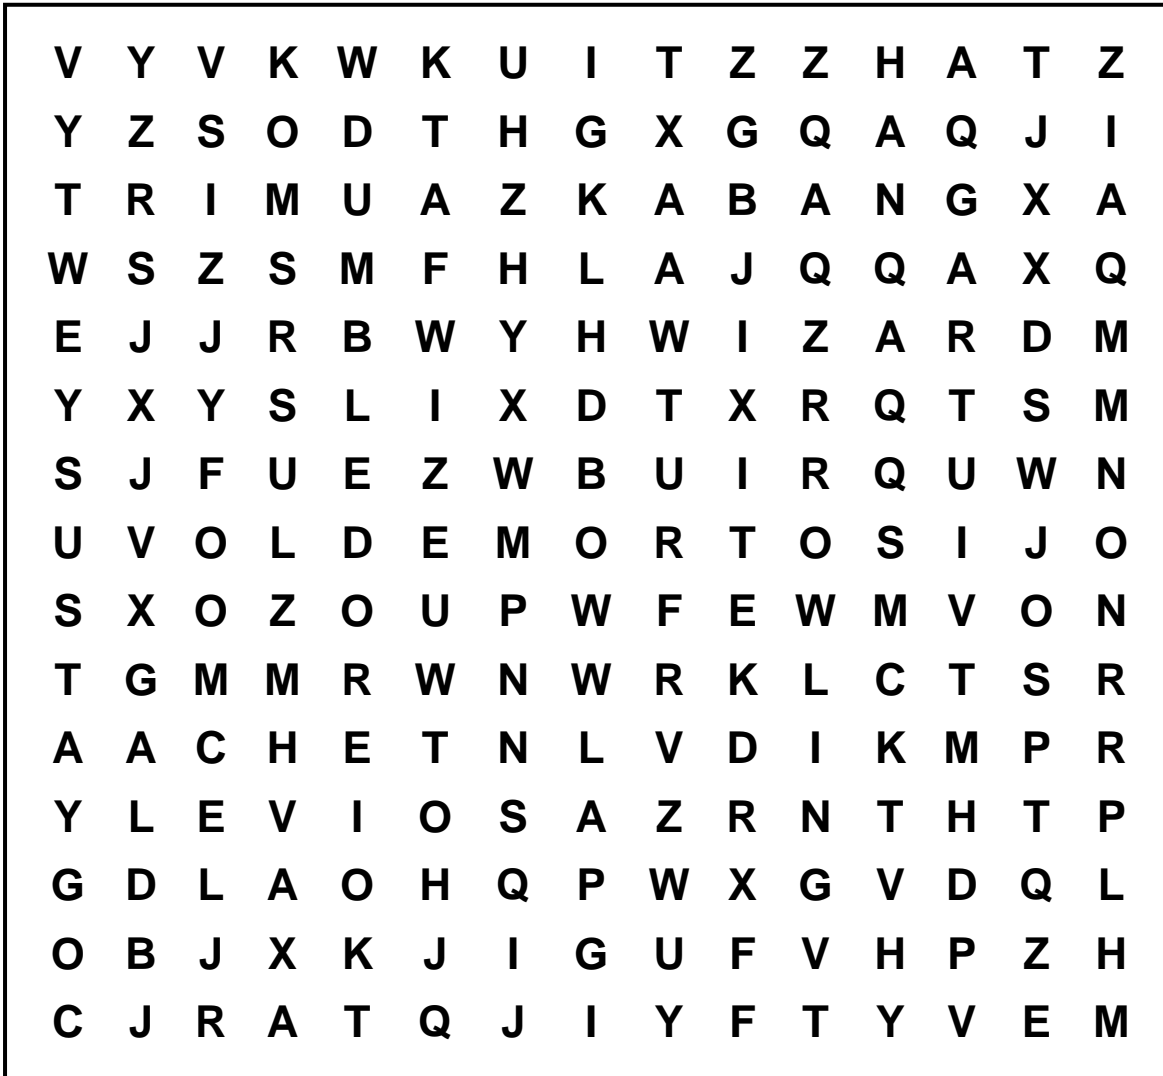 V Y V K W K U I T Z Z H A T Z
Y Z S O D T H G X G Q A Q J I
T R I M U A Z K A B A N G X A
W S Z S M F H L A J Q Q A X Q
E J J R B W Y H W I Z A R D M
Y X Y S L I X D T X R Q T S M
S J F U E Z W B U I R Q U W N
U V O L D E M O R T O S I J O
S X O Z O U P W F E W M V O N
T G M M R W N W R K L C T S R
A A C H E T N L V D I K M P R
Y L E V I O S A Z R N T H T P
G D L A O H Q P W X G V D Q L
O B J X K J I G U F V H P Z H
C J R A T Q J I Y F T Y V E M